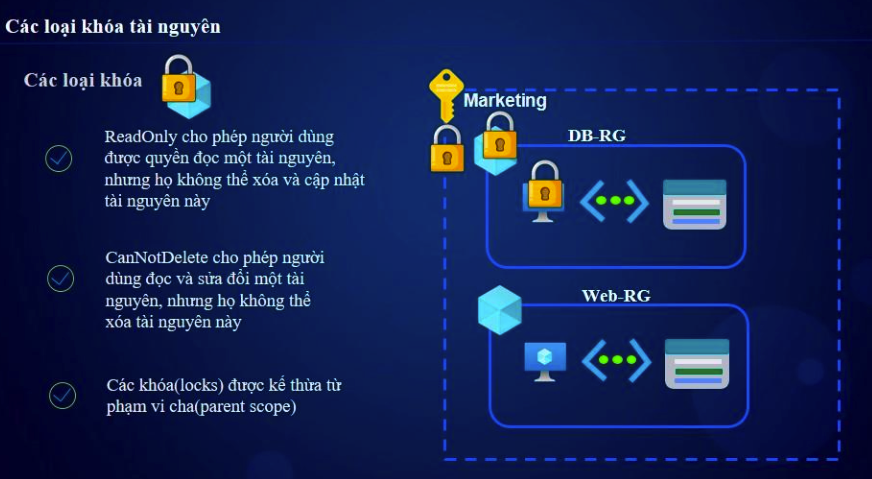 Các loại khóa tài nguyên
Các loại khóa
ReadOnly cho phép người dùng
được quyền đọc một tài nguyên,
nhưng họ không thể xóa và cập nhật
tài nguyên này
CanNotDelete cho phép người
dùng đọc và sửa đổi một tài
nguyên, nhưng họ không thể
xóa tài nguyên này
Các khóa(locks) được kế thừa từ
phạm vi cha(parent scope)
Marketing
DB-RG
Web-RG